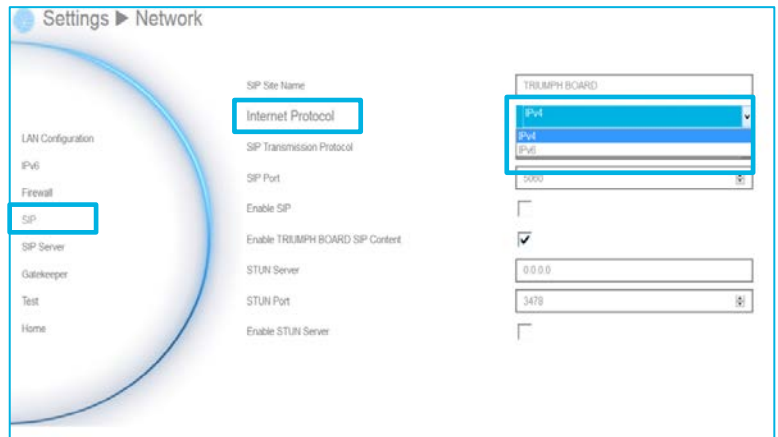 Settings ▶ Network
SIP Site Name TRIUMPH BOARD
Internet Protocol IPv4
LAN Configuration
IPv4
SIP Transmission Protocol
IPv6
IPv6
SIP Port 5060
Firewall
Enable SIP
SIP
Enable TRIUMPH BOARD SIP Content
SIP Server
STUN Server 0.0.0.0
Gatekeeper
STUN Port 3478
Test
Enable STUN Server
Home